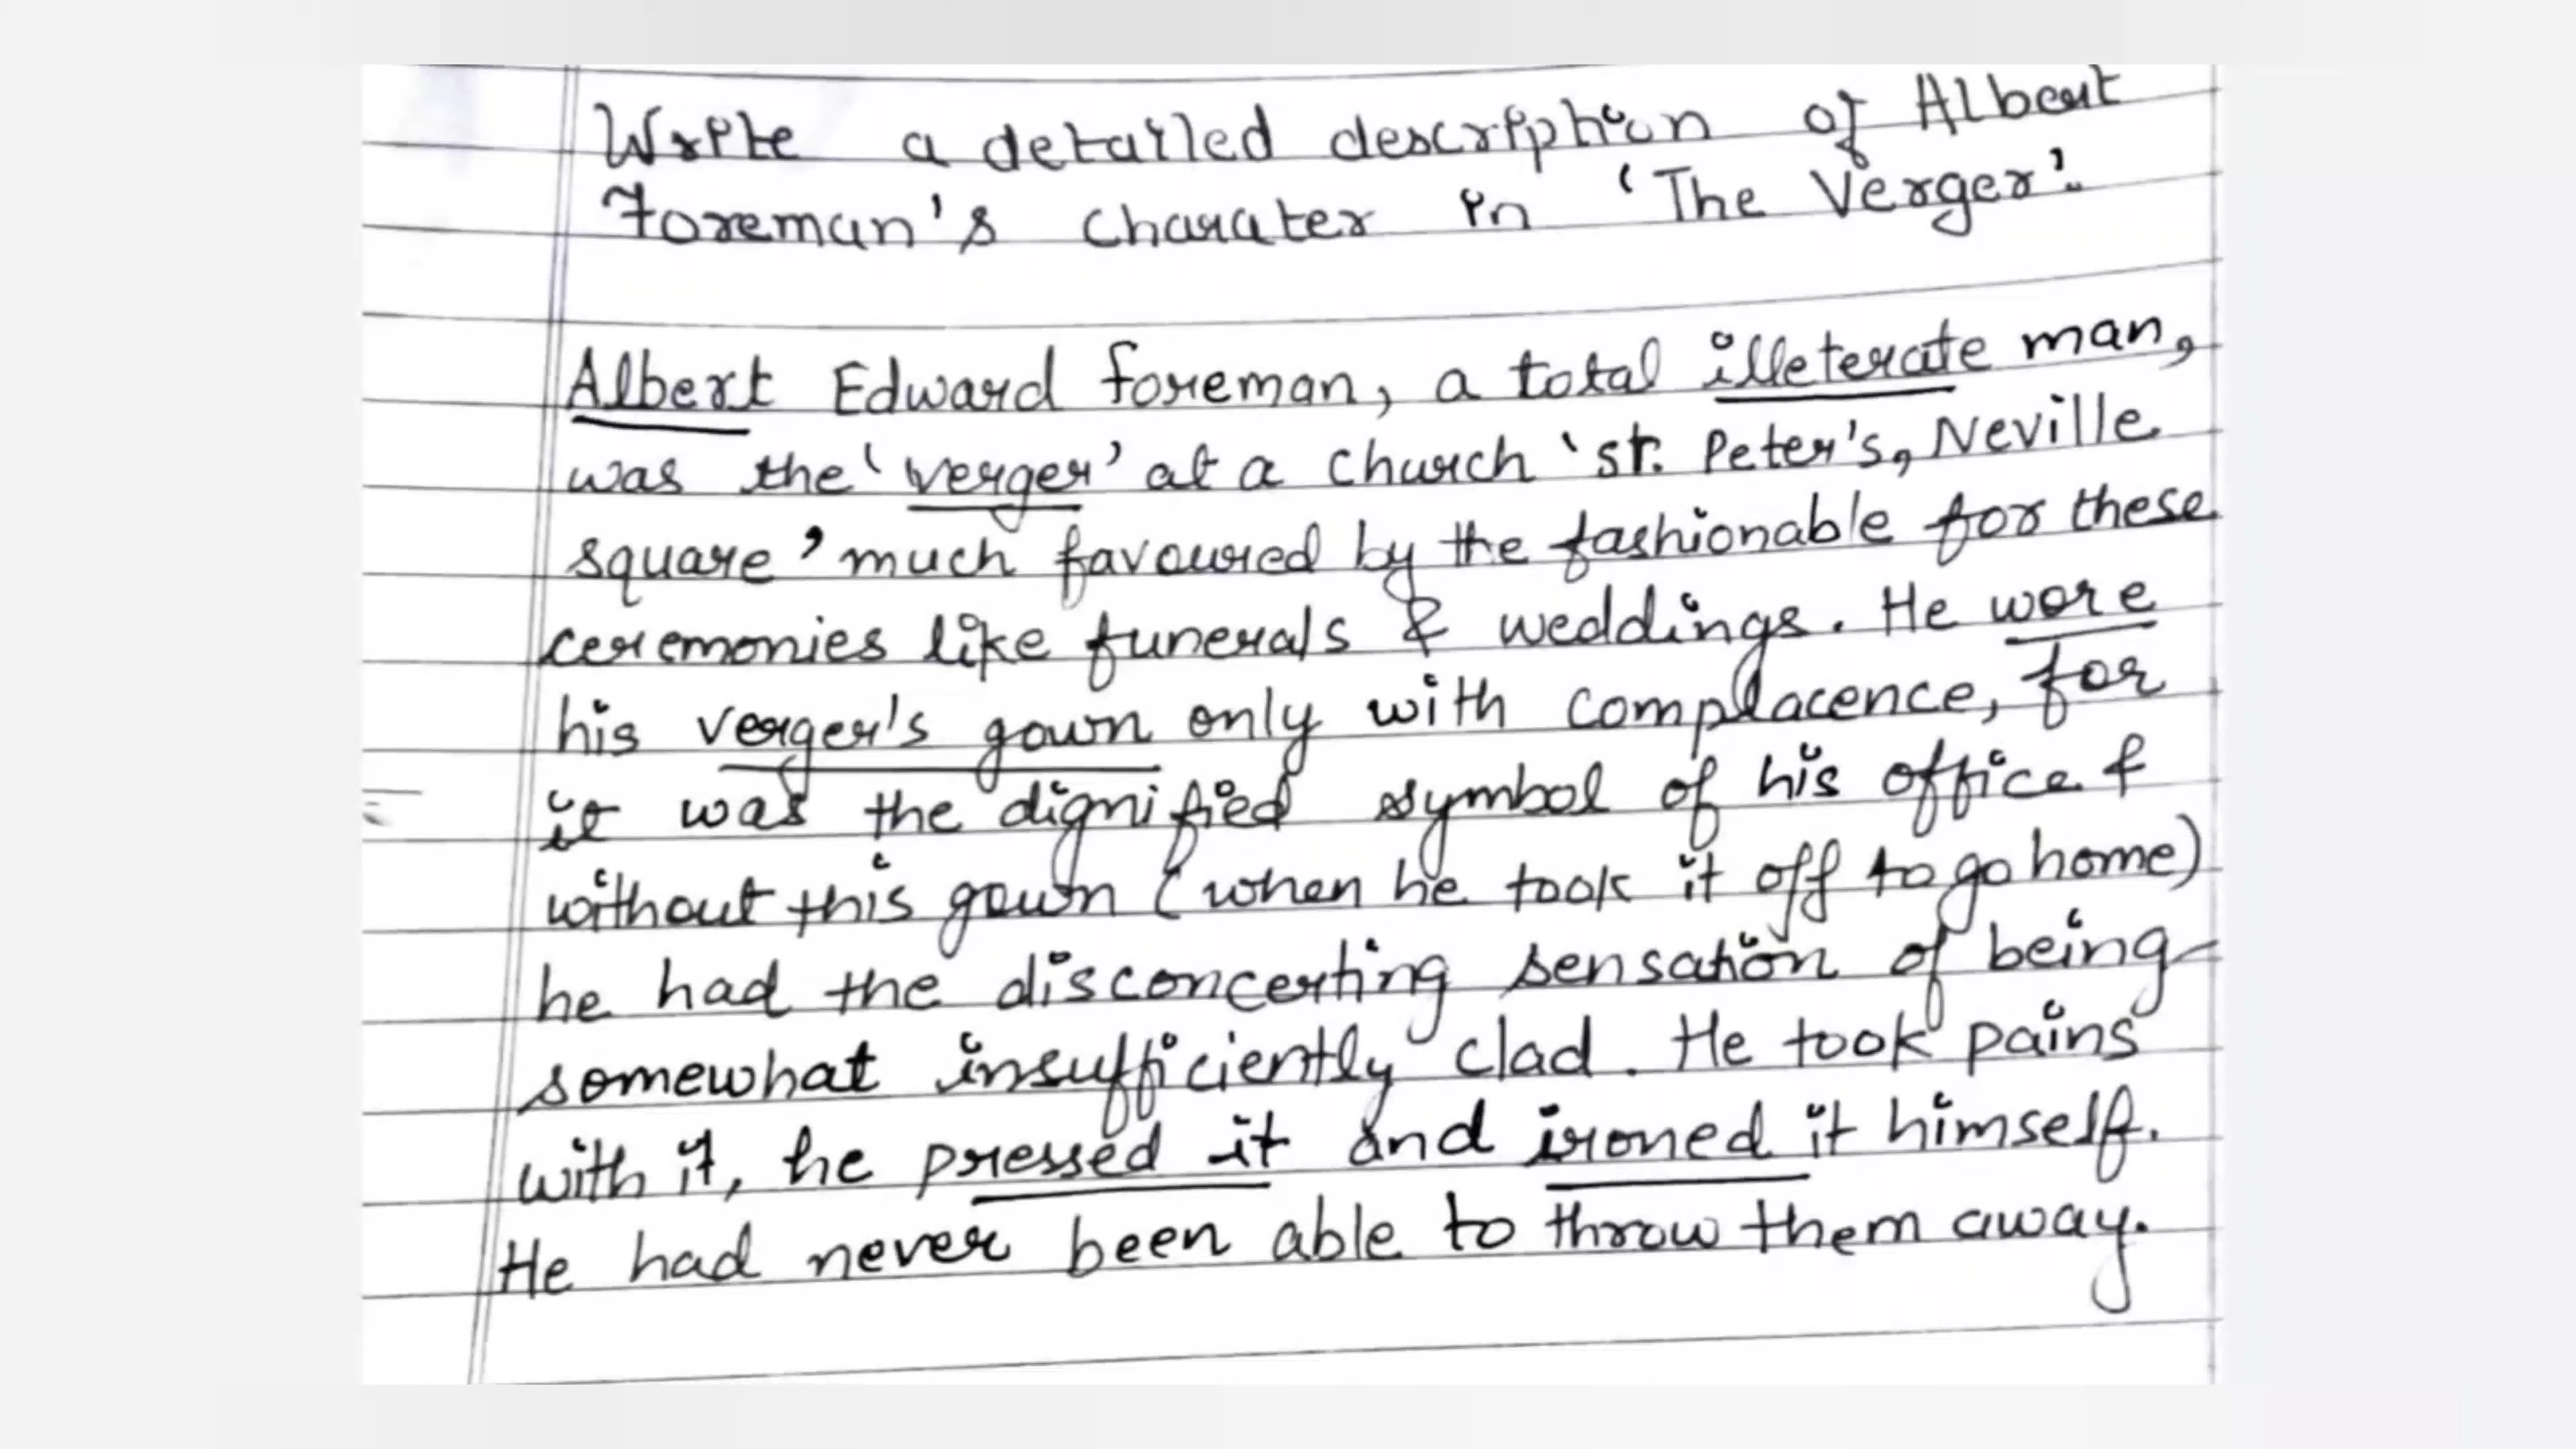 Write a detailed description of Albert
Foreman's charater in 'The Verger'.
Albert Edward foreman, a total illeterate man,
was the 'verger' at a church 'st. Peter's, Neville
square' much favoured by the fashionable for these
ceremonies like funerals & weddings. He wore
his verger's gown only with complacence, for
it was the dignified symbol of his office &
without this gown (when he took it off to go home)
he had the disconcerting sensation of being
somewhat insufficiently clad. He took pains
with it, he pressed it and ironed it himself.
He had never been able to throw them away.